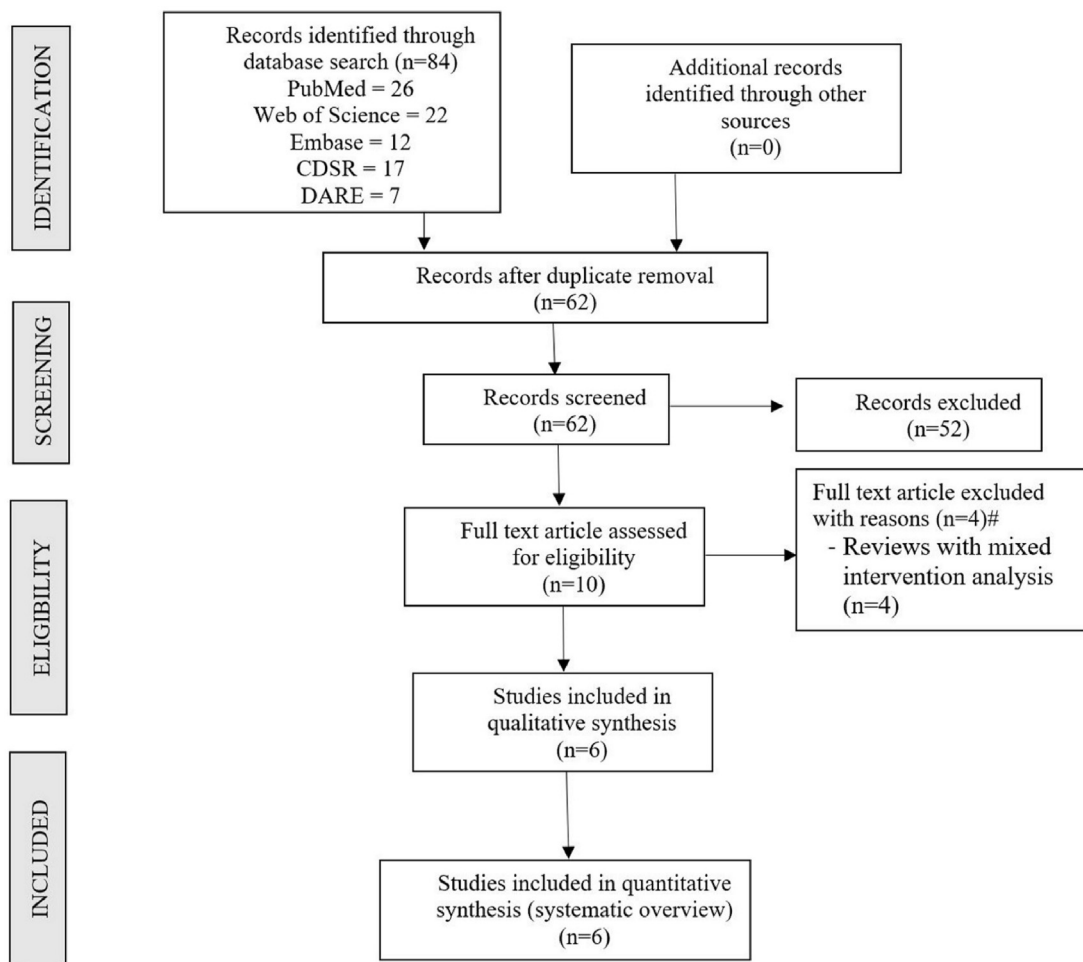 IDENTIFICATION
Records identified through
database search (n=84)
PubMed = 26
Web of Science = 22
Embase = 12
CDSR = 17
DARE = 7
Additional records
identified through other
sources
(n=0)
Records after duplicate removal
(n=62)
SCREENING
Records screened
(n=62)
Records excluded
(n=52)
ELIGIBILITY
Full text article assessed
for eligibility
(n=10)
Full text article excluded
with reasons (n=4)#
- Reviews with mixed
intervention analysis
(n=4)
Studies included in
qualitative synthesis
(n=6)
INCLUDED
Studies included in quantitative
synthesis (systematic overview)
(n=6)